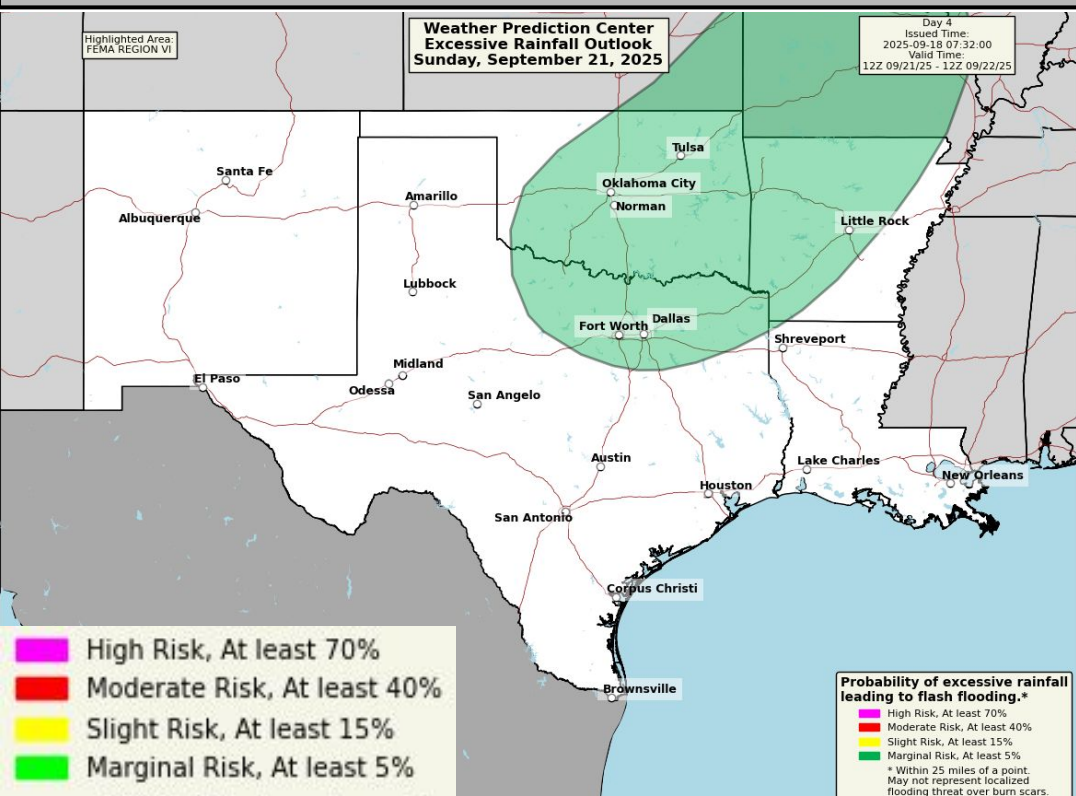 Highlighted Area:
FEMA REGION VI
Weather Prediction Center
Excessive Rainfall Outlook
Sunday, September 21, 2025
Day 4
Issued Time:
2025-09-18 07:32:00
Valid Time:
12Z 09/21/25 - 12Z 09/22/25
Tulsa
Santa Fe
Oklahoma City
Amarillo
Norman
Albuquerque
Little Rock
Lubbock
Dallas
Fort Worth
Shreveport
Midland
El Paso
Odessa
San Angelo
Austin
Lake Charles
New Orleans
Houston
San Antonio
Corpus Christi
Brownsville
High Risk, At least 70%
Moderate Risk, At least 40%
Slight Risk, At least 15%
Marginal Risk, At least 5%
Probability of excessive rainfall
leading to flash flooding.*
High Risk, At least 70%
Moderate Risk, At least 40%
Slight Risk, At least 15%
Marginal Risk, At least 5%
* Within 25 miles of a point.
May not represent localized
flooding threat over burn scars.